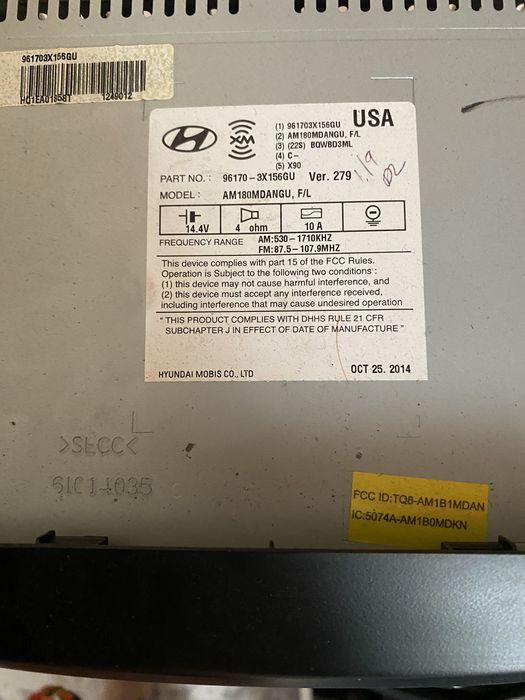 961703X156GU
HQ1EA01858T 1249012
XM
USA
(1) 961703X156GU
(2) AM180MDANGU, F/L
(3) (22S) BQWBD3ML
(4) C-
(5) X90
PART NO. : 96170-3X156GU Ver. 279
MODEL : AM180MDANGU, F/L
14.4V 4 ohm 10 A
FREQUENCY RANGE AM:530-1710KHZ
FM:87.5-107.9MHZ
This device complies with part 15 of the FCC Rules.
Operation is Subject to the following two conditions :
(1) this device may not cause harmful interference, and
(2) this device must accept any interference received,
including interference that may cause undesired operation
" THIS PRODUCT COMPLIES WITH DHHS RULE 21 CFR
SUBCHAPTER J IN EFFECT OF DATE OF MANUFACTURE "
HYUNDAI MOBIS CO., LTD OCT 25. 2014
>SECC<
FCC ID:TQ8-AM1B1MDAN
IC:5074A-AM1B0MDKN